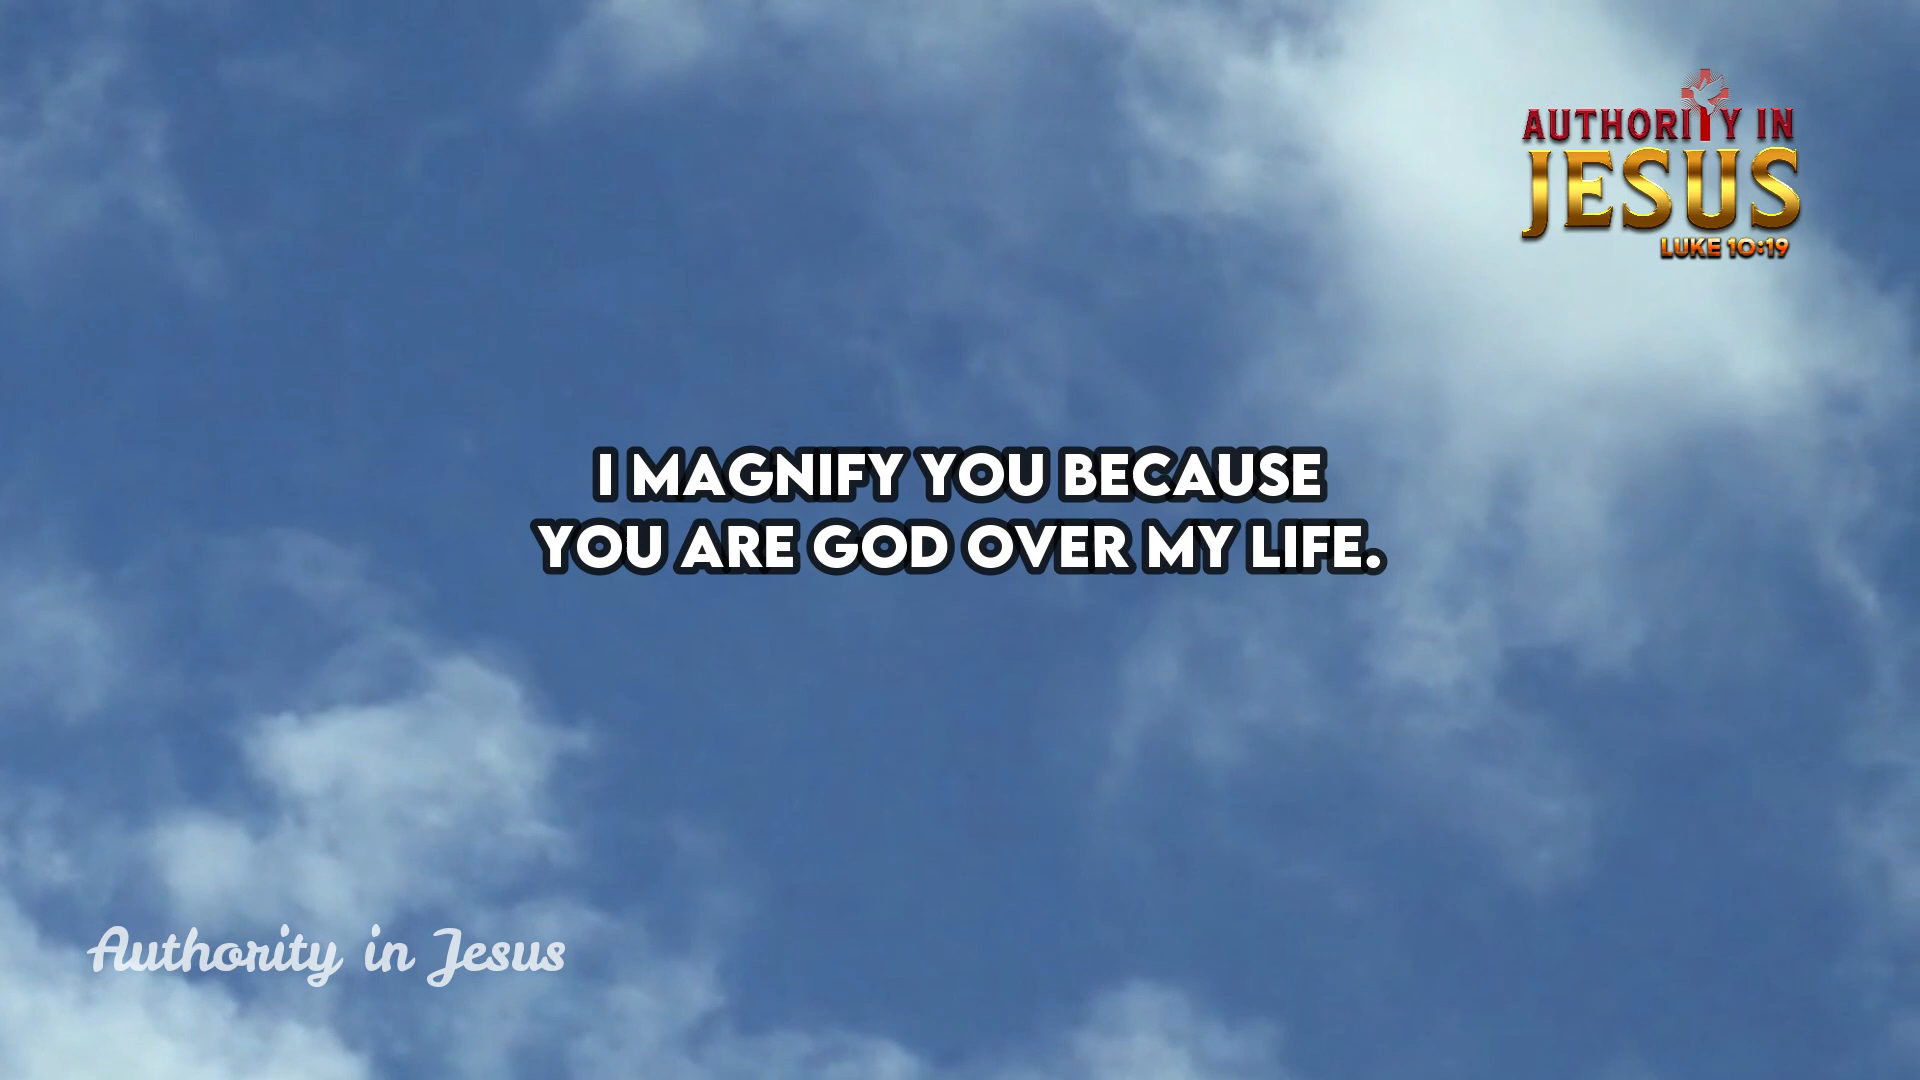 AUTHORITY IN
JESUS
LUKE 10:19
I MAGNIFY YOU BECAUSE
YOU ARE GOD OVER MY LIFE.
Authority in Jesus